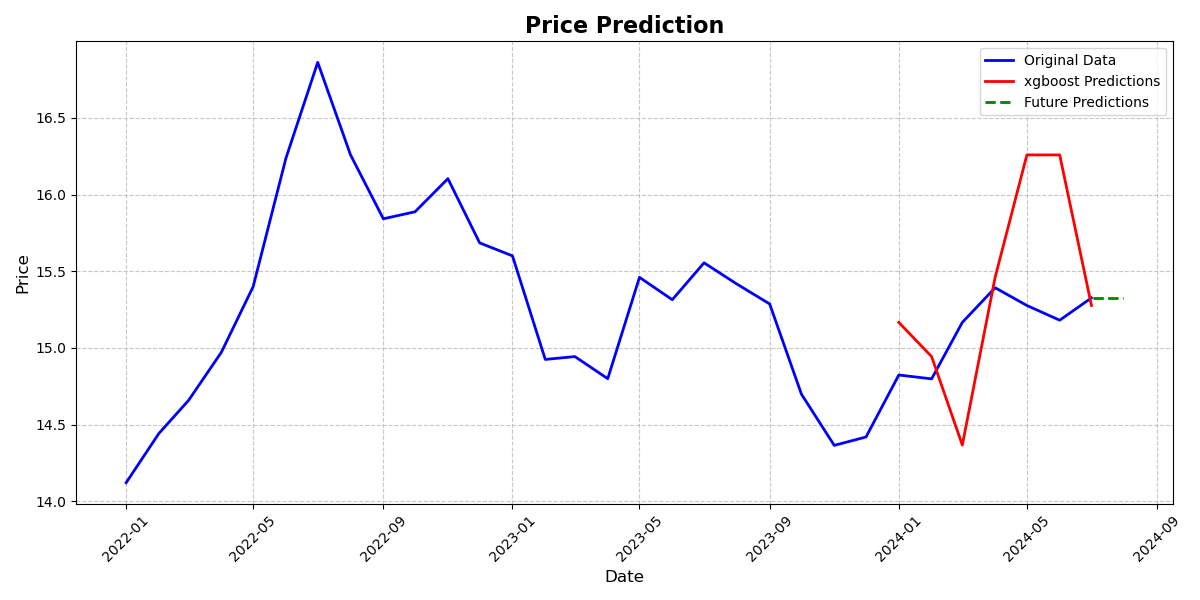 Price Prediction
Original Data
xgboost Predictions
Future Predictions
Price
16.5
16.0
15.5
15.0
14.5
14.0
2022-01
2022-05
2022-09
2023-01
2023-05
2023-09
2024-01
2024-05
2024-09
Date